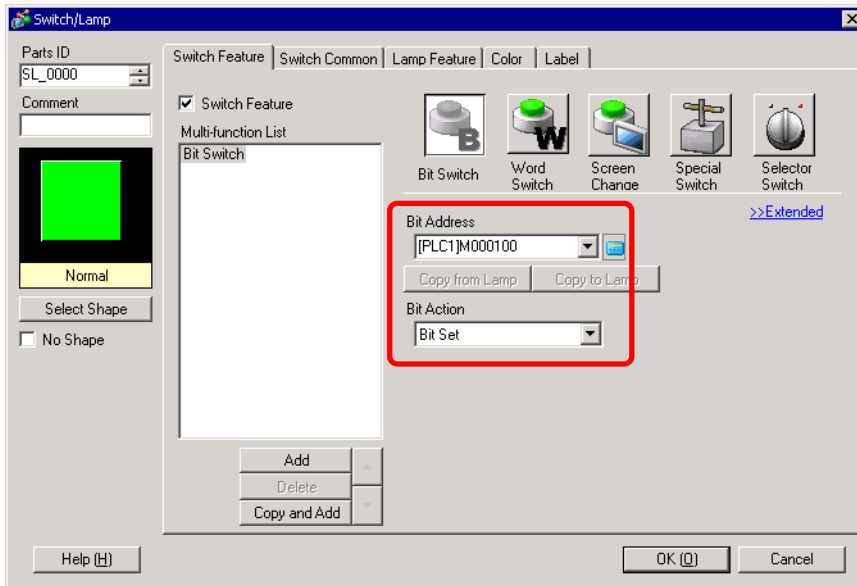 Switch/Lamp
Parts ID
SL_0000
Comment
Normal
Select Shape
No Shape
Switch Feature
Switch Common
Lamp Feature
Color
Label
Switch Feature
Multi-function List
Bit Switch
Add
Delete
Copy and Add
B
Bit Switch
W
Word
Switch
Screen
Change
Special
Switch
Selector
Switch
>>Extended
Bit Address
[PLC1]M000100
Copy from Lamp
Copy to Lamp
Bit Action
Bit Set
Help (H)
OK (O)
Cancel